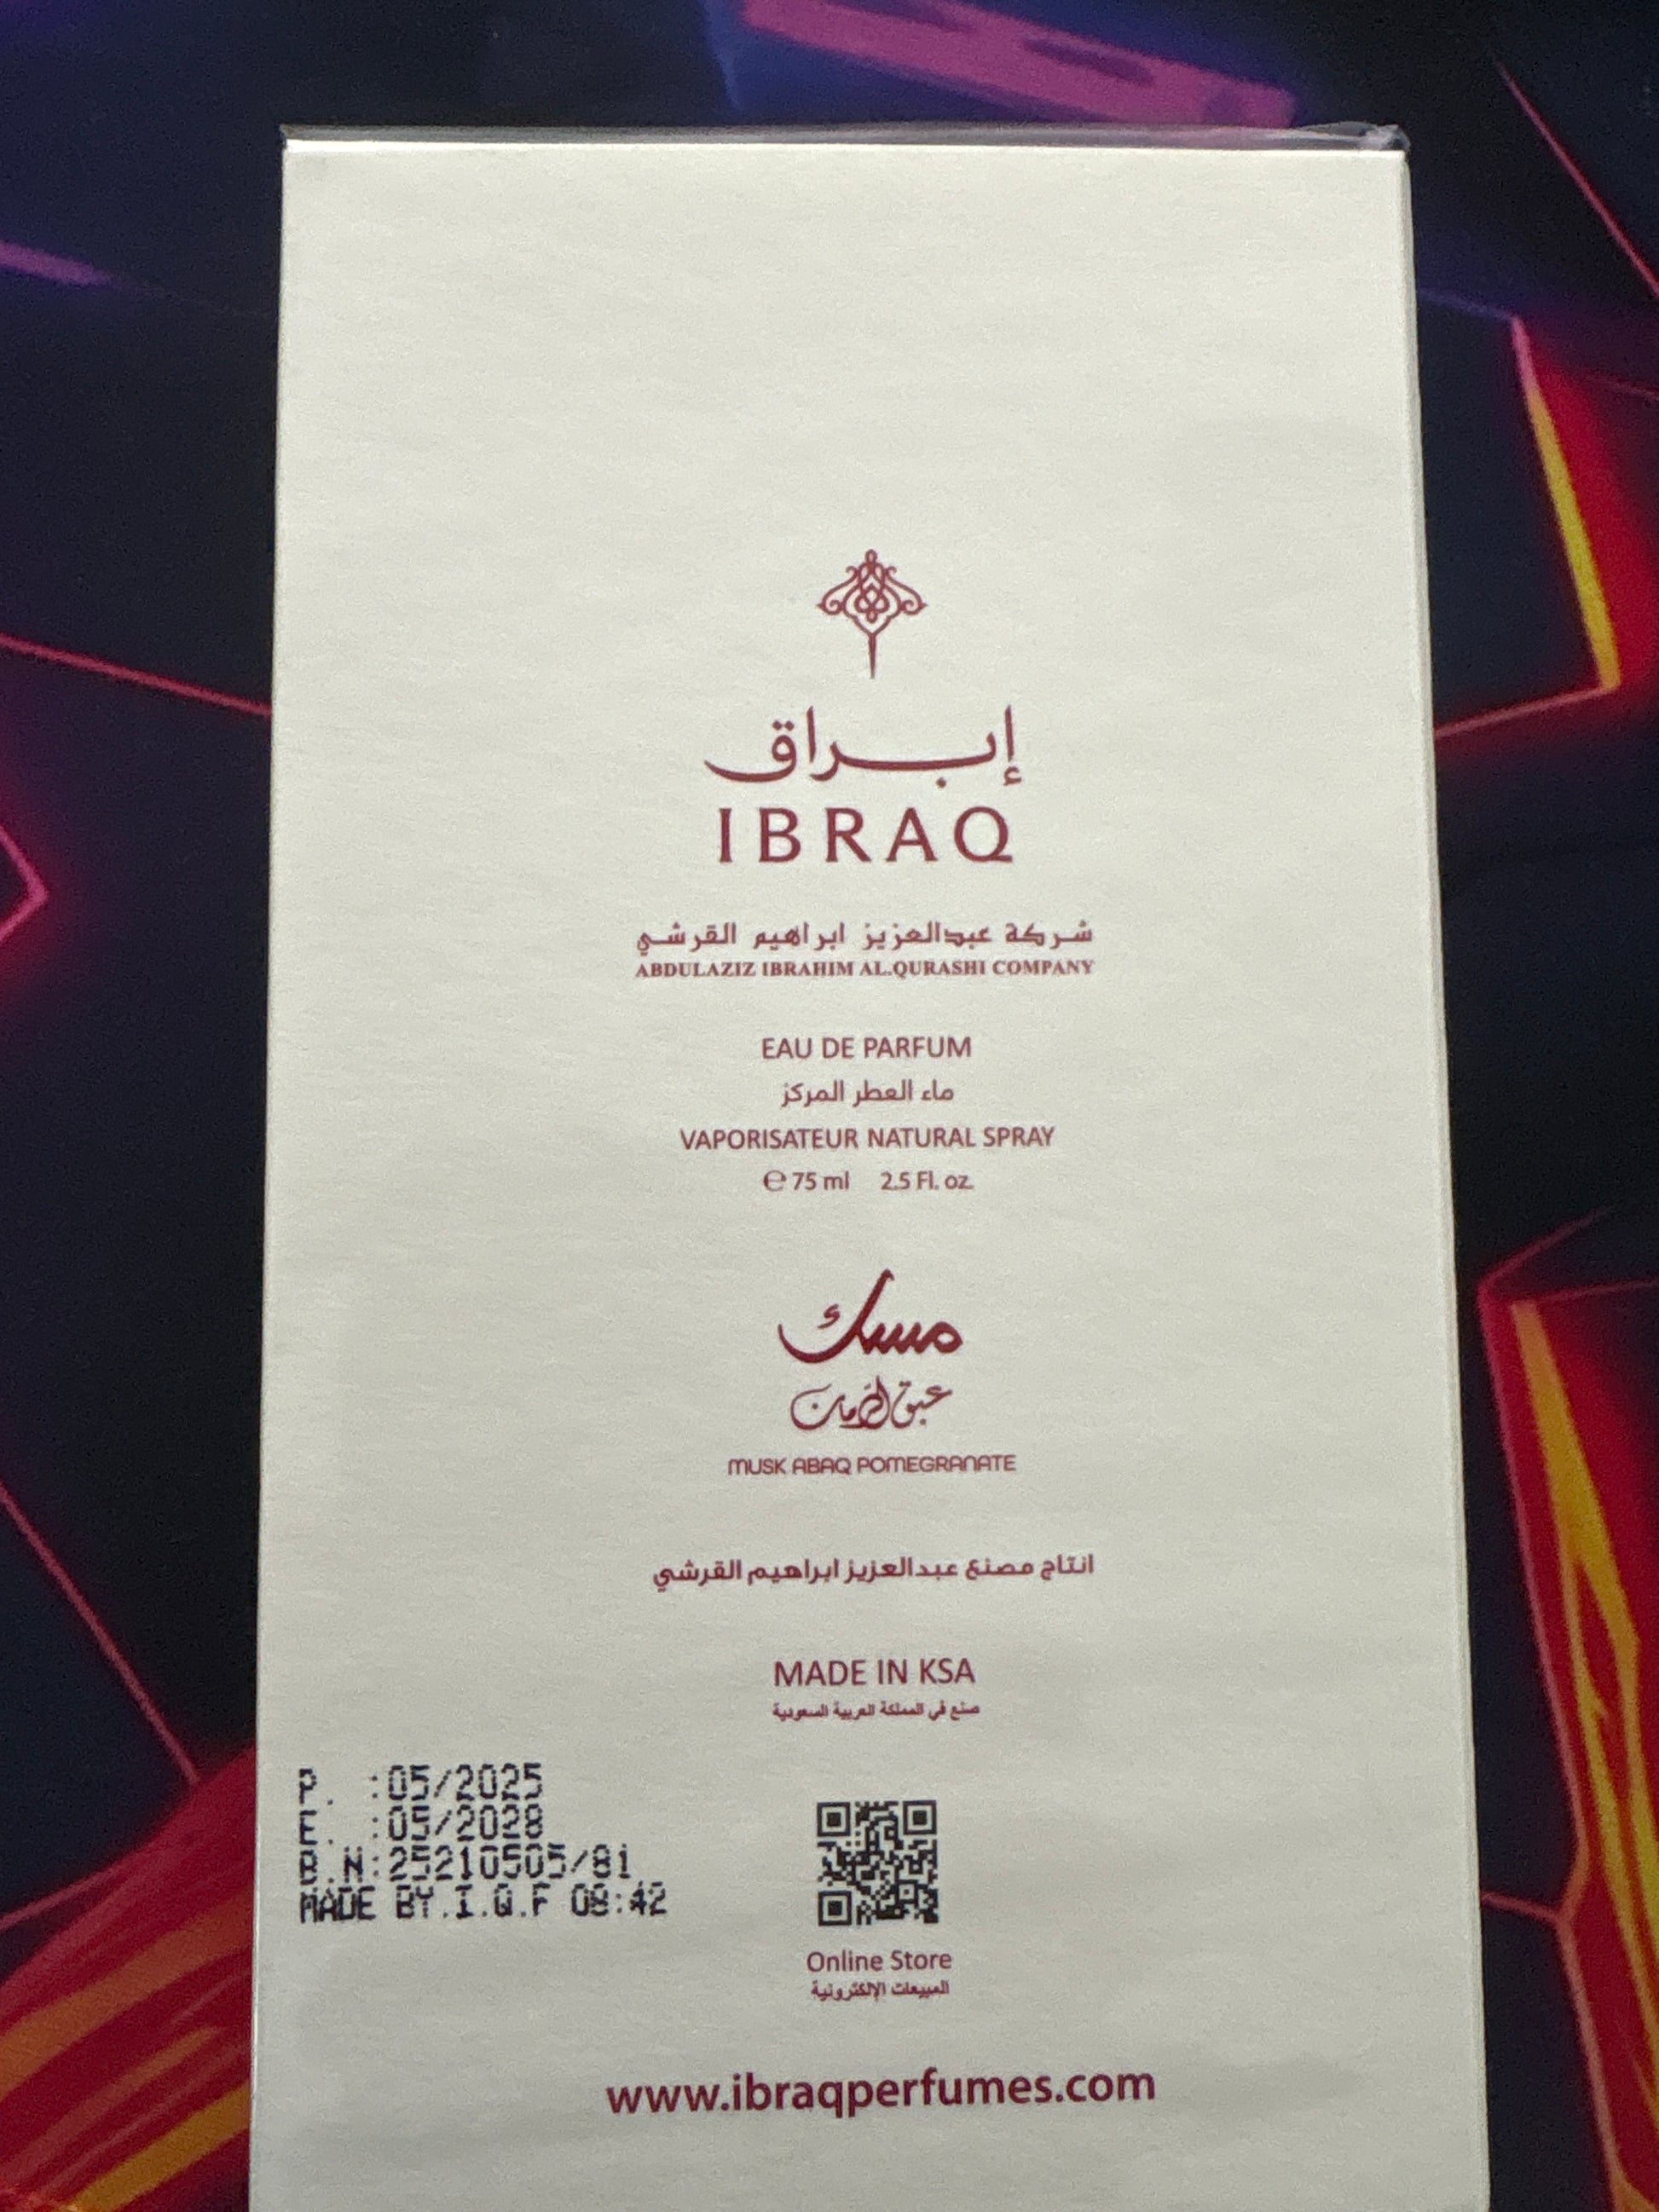 إبراق
IBRAQ
شركة عبدالعزيز ابراهيم القرشي
ABDULAZIZ IBRAHIM AL.QURASHI COMPANY
EAU DE PARFUM
ماء العطر المركز
VAPORISATEUR NATURAL SPRAY
℮ 75 ml 2.5 Fl. oz.
مسك
عبق الرمان
MUSK ABAQ POMEGRANATE
انتاج مصنع عبدالعزيز ابراهيم القرشي
MADE IN KSA
صنع في المملكة العربية السعودية
P. :05/2025
E. :05/2028
B.N:25210505/81
MADE BY.I.Q.F 08:42
Online Store
المبيعات الإلكترونية
www.ibraqperfumes.com